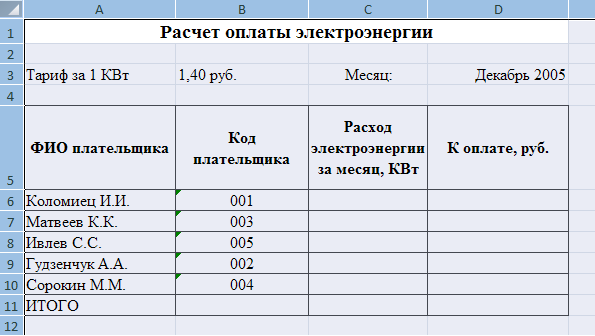 A B C D
1 Расчет оплаты электроэнергии
2
3 Тариф за 1 КВт 1,40 руб. Месяц: Декабрь 2005
4
5 ФИО плательщика Код плательщика Расход электроэнергии за месяц, КВт К оплате, руб.
6 Коломиец И.И. 001
7 Матвеев К.К. 003
8 Ивлев С.С. 005
9 Гудзенчук А.А. 002
10 Сорокин М.М. 004
11 ИТОГО
12